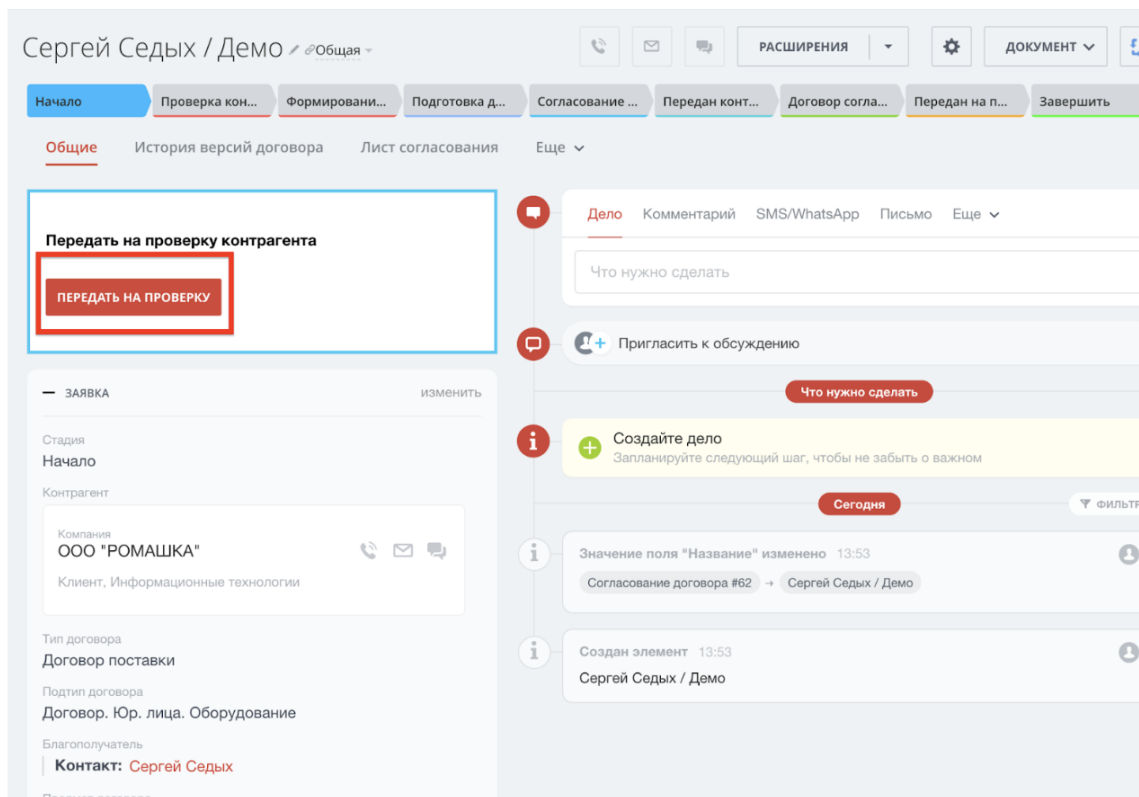 Сергей Седых / Демо Общая
РАСШИРЕНИЯ
ДОКУМЕНТ
Начало
Проверка кон...
Формировани...
Подготовка д...
Согласование ...
Передан конт...
Договор согла...
Передан на п...
Завершить
Общие
История версий договора
Лист согласования
Еще
Передать на проверку контрагента
ПЕРЕДАТЬ НА ПРОВЕРКУ
ЗАЯВКА
изменить
Стадия
Начало
Контрагент
Компания
ООО "РОМАШКА"
Клиент, Информационные технологии
Тип договора
Договор поставки
Подтип договора
Договор. Юр. лица. Оборудование
Благополучатель
Контакт: Сергей Седых
Дело
Комментарий
SMS/WhatsApp
Письмо
Еще
Что нужно сделать
Пригласить к обсуждению
Что нужно сделать
Создайте дело
Запланируйте следующий шаг, чтобы не забыть о важном
Сегодня
ФИЛЬТР
Значение поля "Название" изменено 13:53
Согласование договора #62 → Сергей Седых / Демо
Создан элемент 13:53
Сергей Седых / Демо